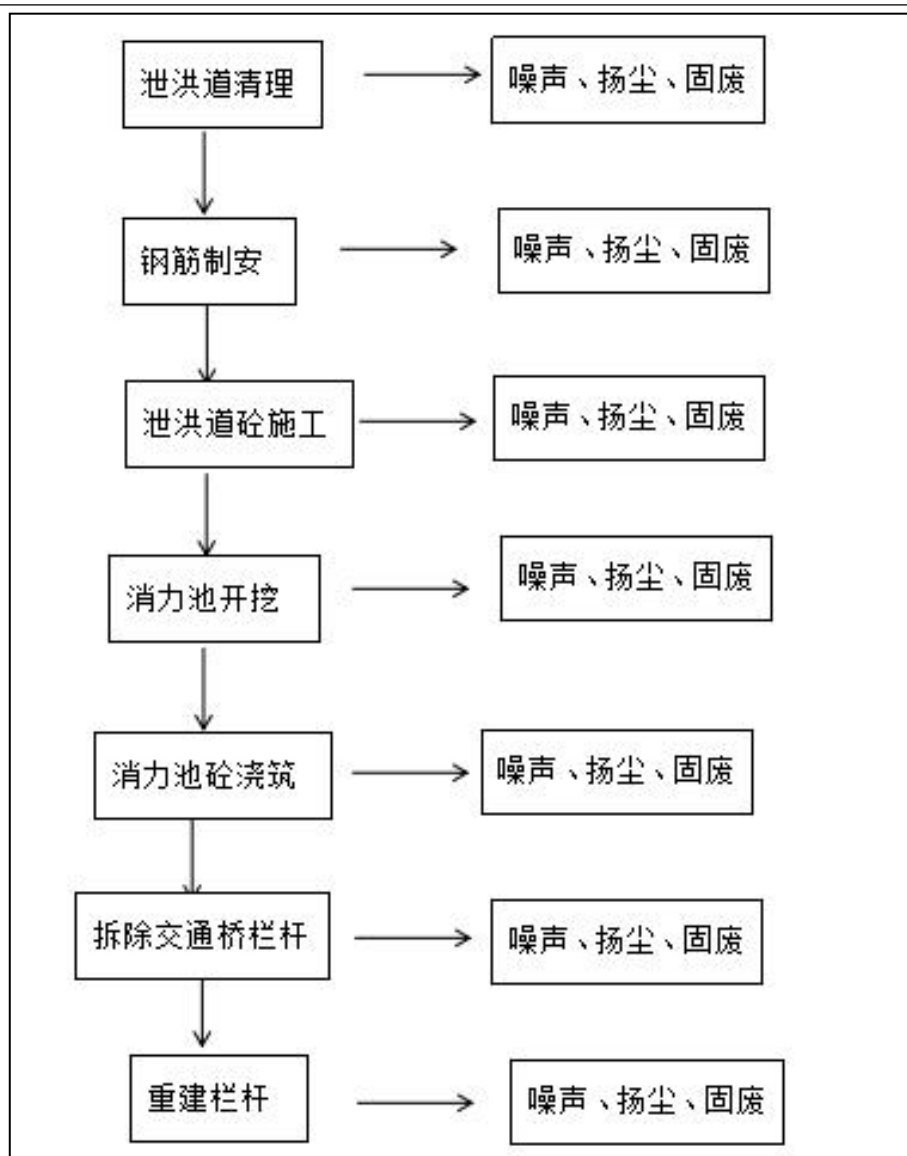 泄洪道清理
噪声、扬尘、固废
钢筋制安
噪声、扬尘、固废
泄洪道砼施工
噪声、扬尘、固废
消力池开挖
噪声、扬尘、固废
消力池砼浇筑
噪声、扬尘、固废
拆除交通桥栏杆
噪声、扬尘、固废
重建栏杆
噪声、扬尘、固废